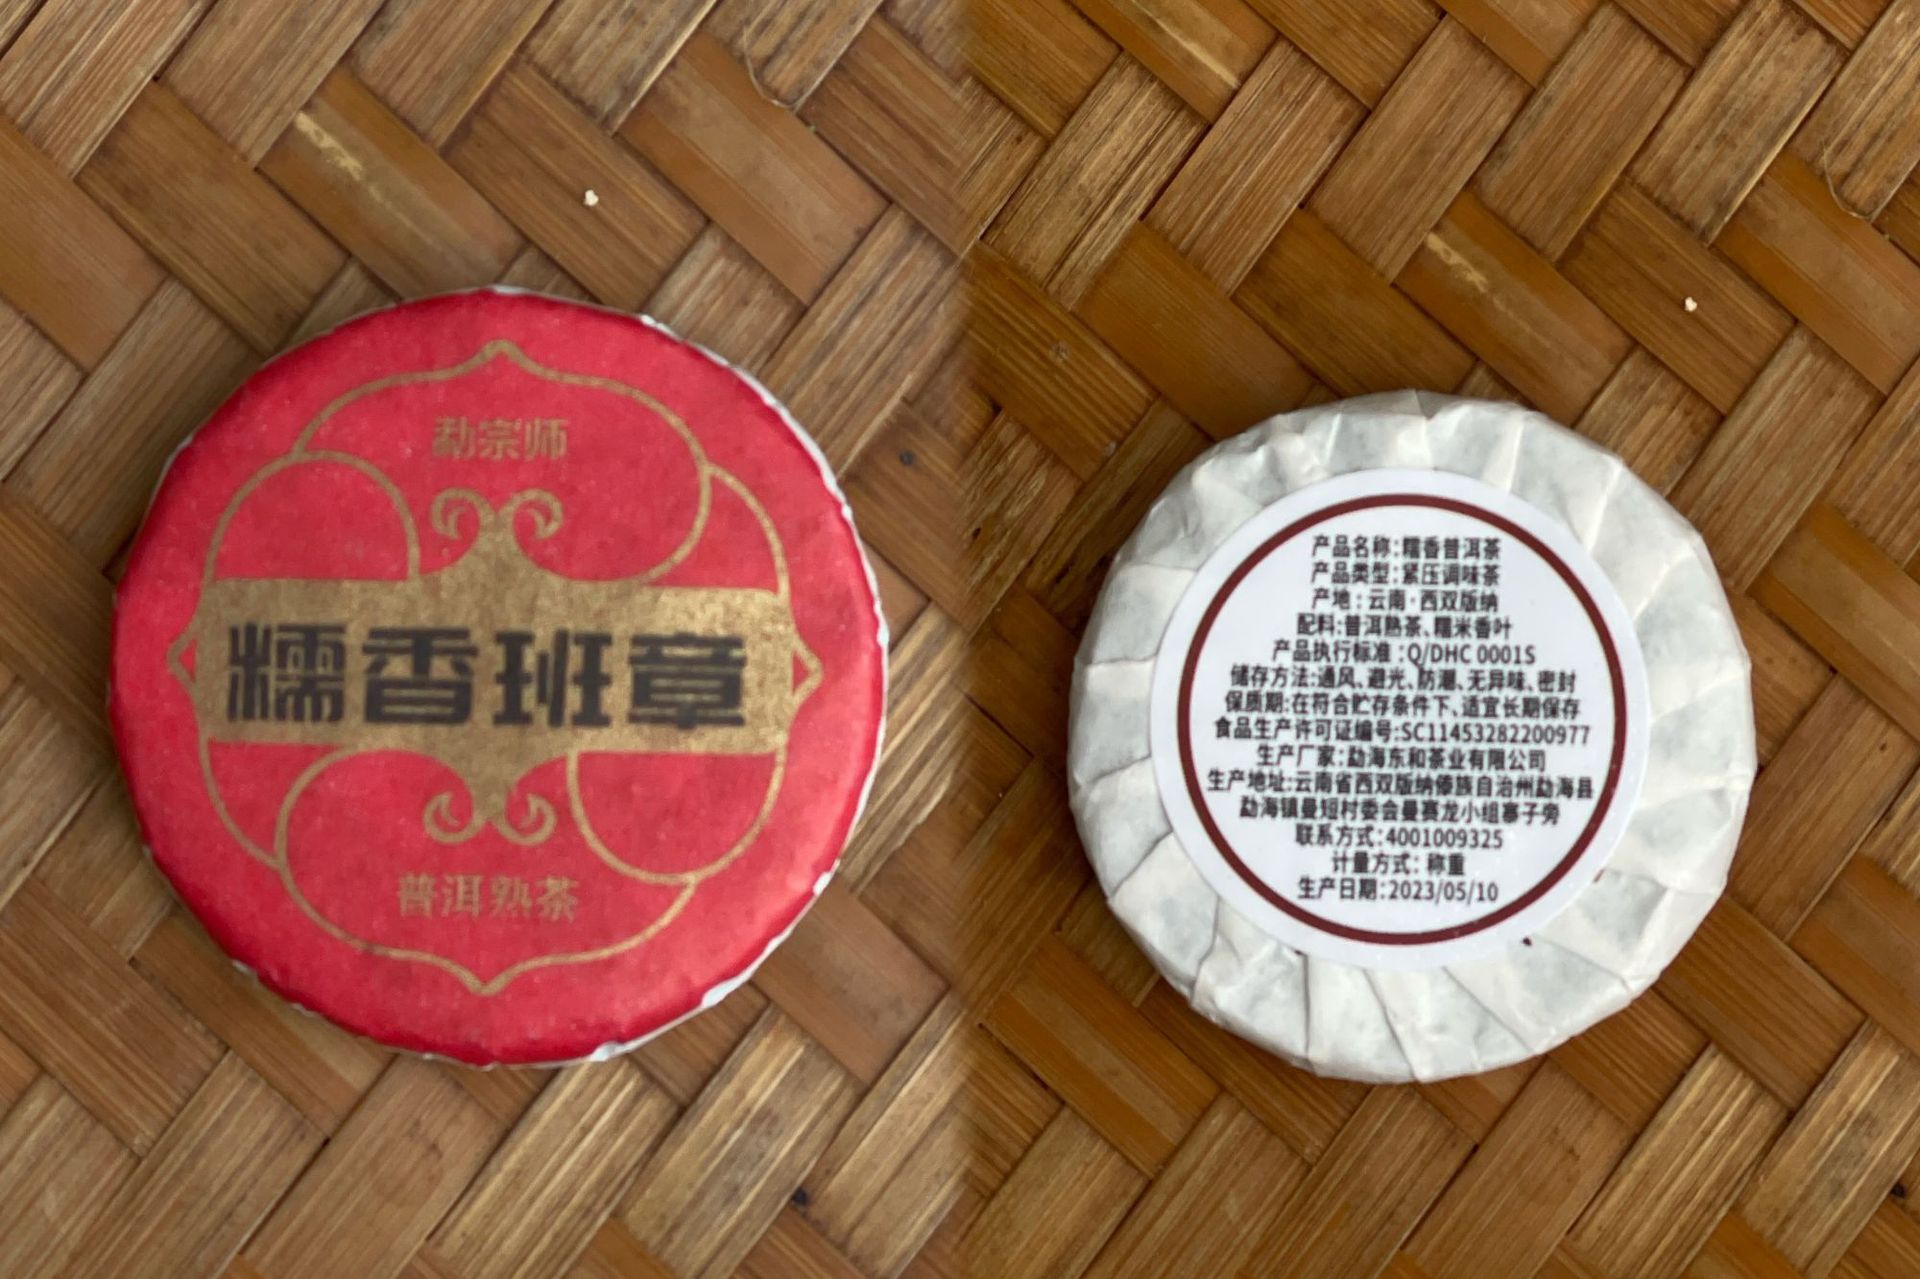 勐宗师
糯香班章
普洱熟茶
产品名称:糯香普洱茶
产品类型:紧压调味茶
产地:云南·西双版纳
配料:普洱熟茶、糯米香叶
产品执行标准:Q/DHC 0001S
储存方法:通风、避光、防潮、无异味、密封
保质期:在符合贮存条件下、适宜长期保存
食品生产许可证编号:SC11453282200977
生产厂家:勐海东和茶业有限公司
生产地址:云南省西双版纳傣族自治州勐海县
勐海镇曼短村委会曼赛龙小组寨子旁
联系方式:4001009325
计量方式: 称重
生产日期:2023/05/10